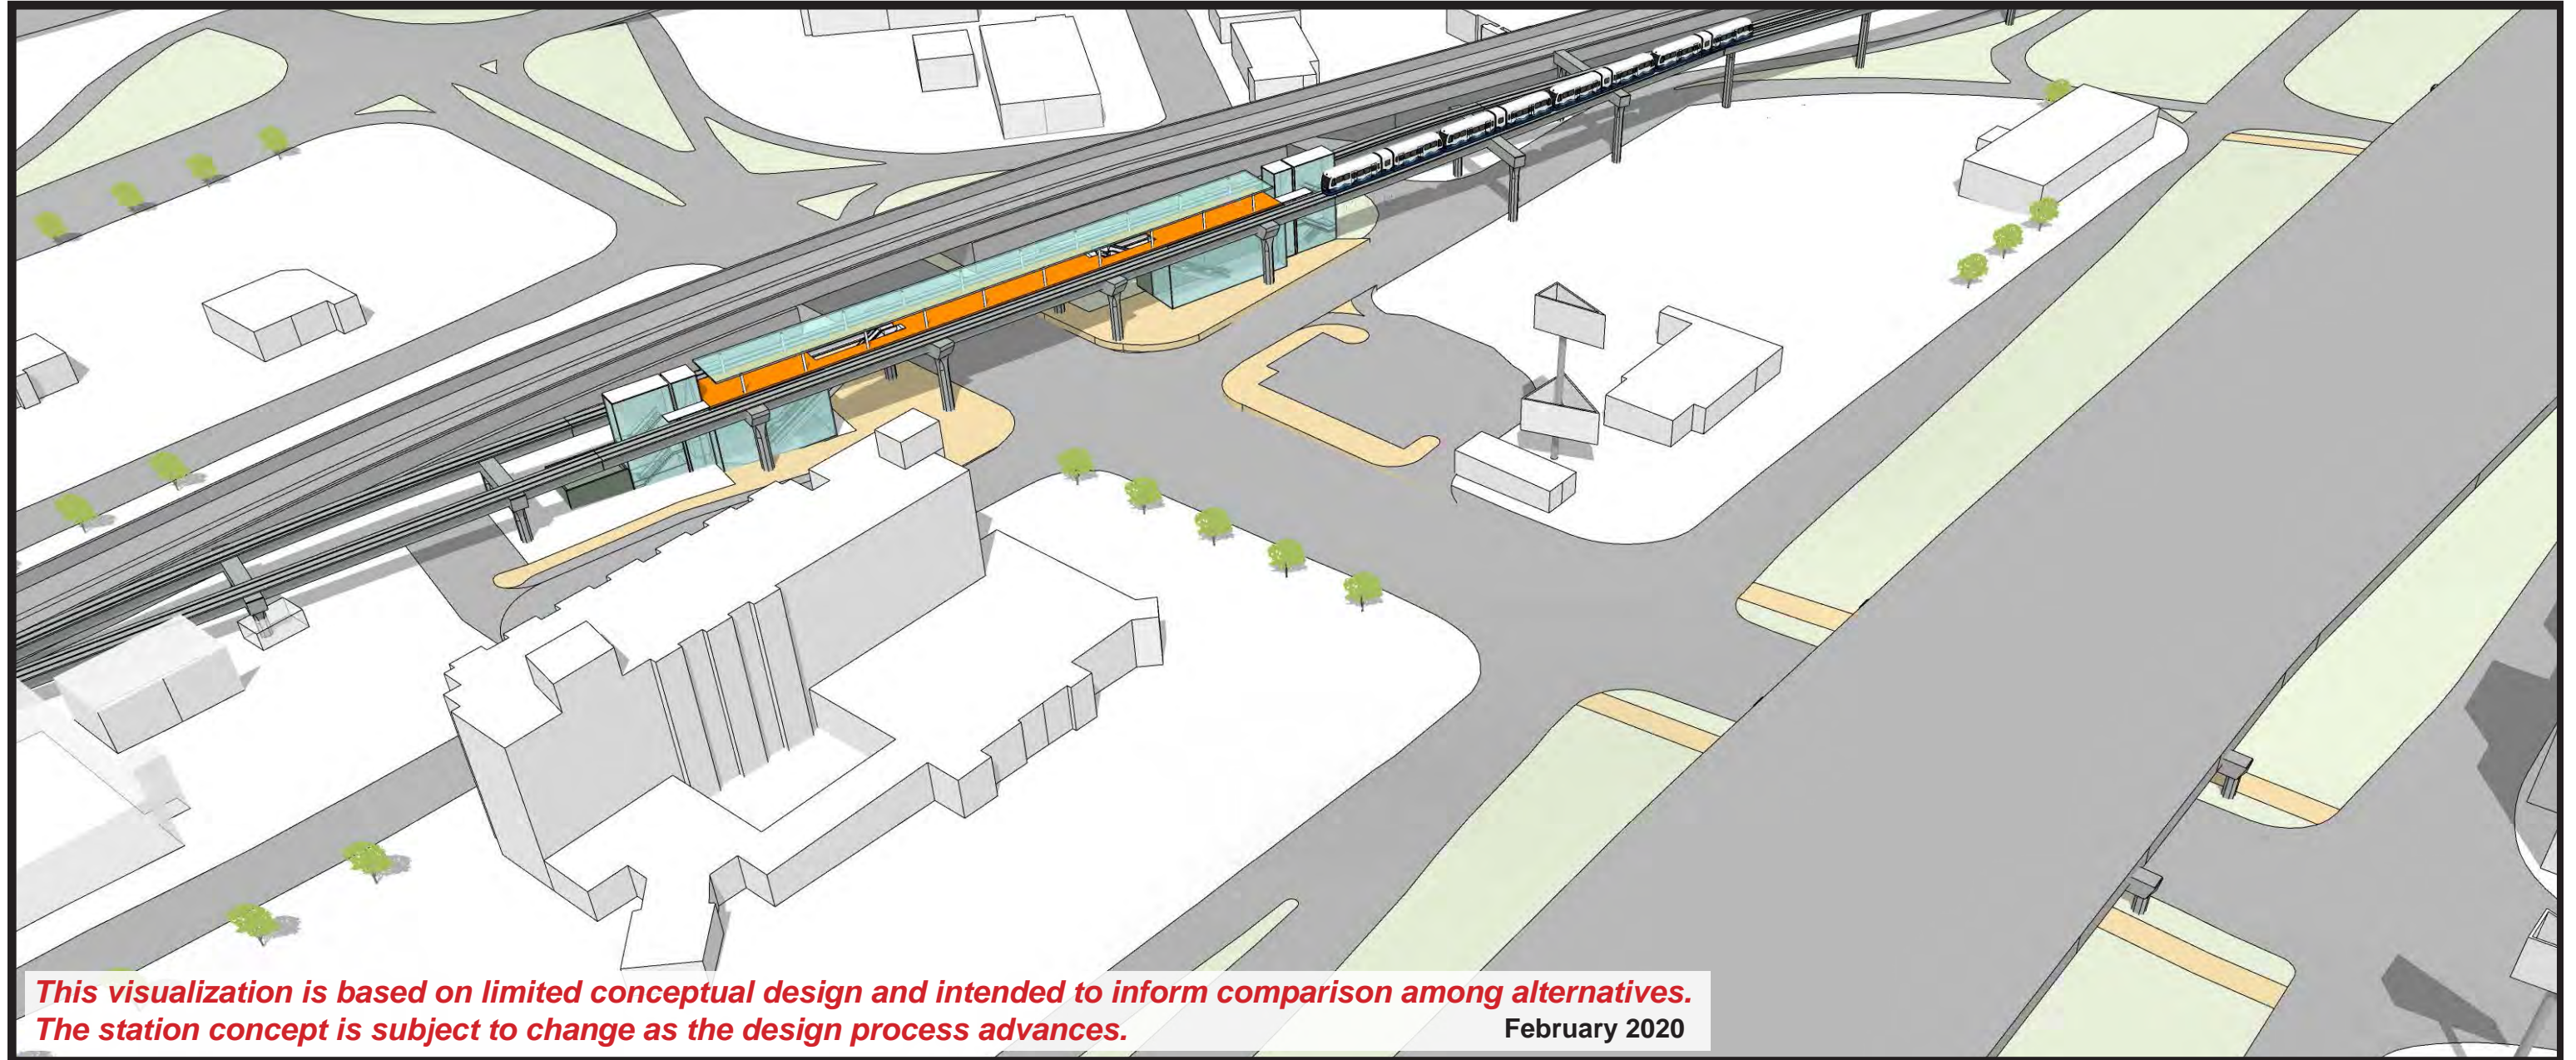 This visualization is based on limited conceptual design and intended to inform comparison among alternatives.
The station concept is subject to change as the design process advances.
February 2020